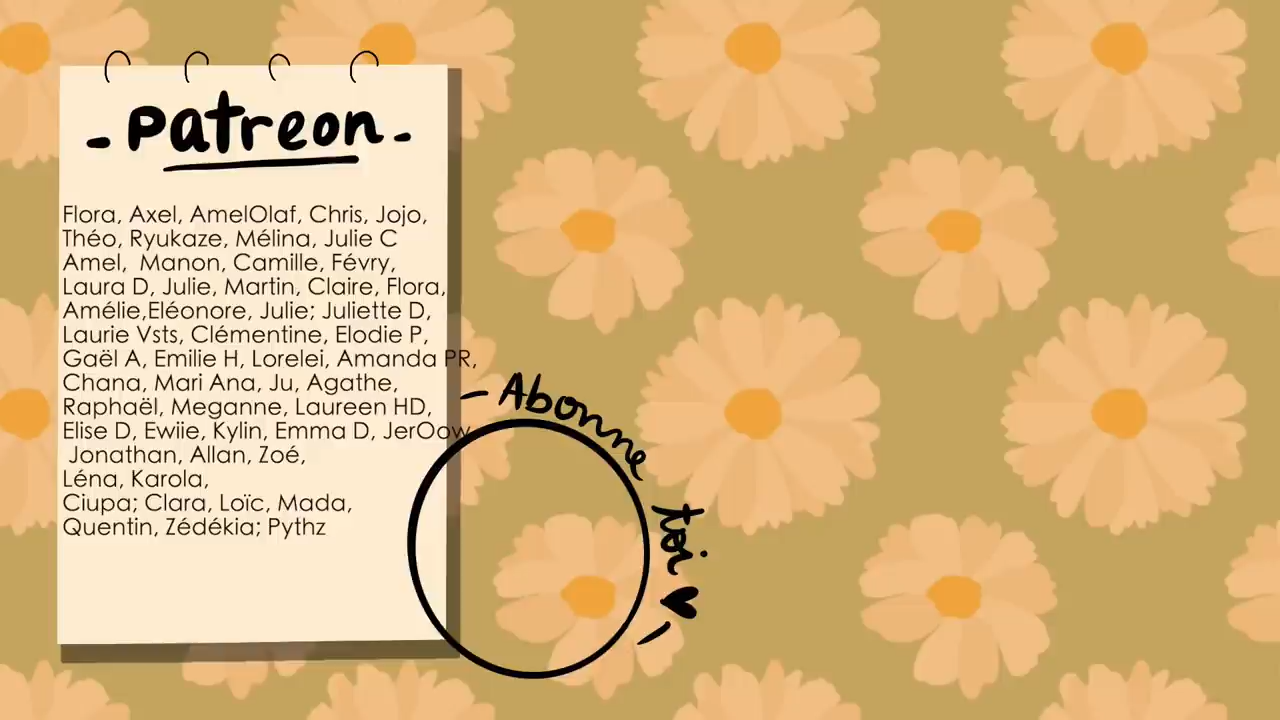 - Patreon -
Flora, Axel, AmelOlaf, Chris, Jojo,
Théo, Ryukaze, Mélina, Julie C
Amel,  Manon, Camille, Févry,
Laura D, Julie, Martin, Claire, Flora,
Amélie,Eléonore, Julie; Juliette D,
Laurie Vsts, Clémentine, Elodie P,
Gaël A, Emilie H, Lorelei, Amanda PR,
Chana, Mari Ana, Ju, Agathe,
Raphaël, Meganne, Laureen HD,
Elise D, Ewiie, Kylin, Emma D, JerOow
Jonathan, Allan, Zoé,
Léna, Karola,
Ciupa; Clara, Loïc, Mada,
Quentin, Zédékia; Pythz
- Abonne toi ♥ -